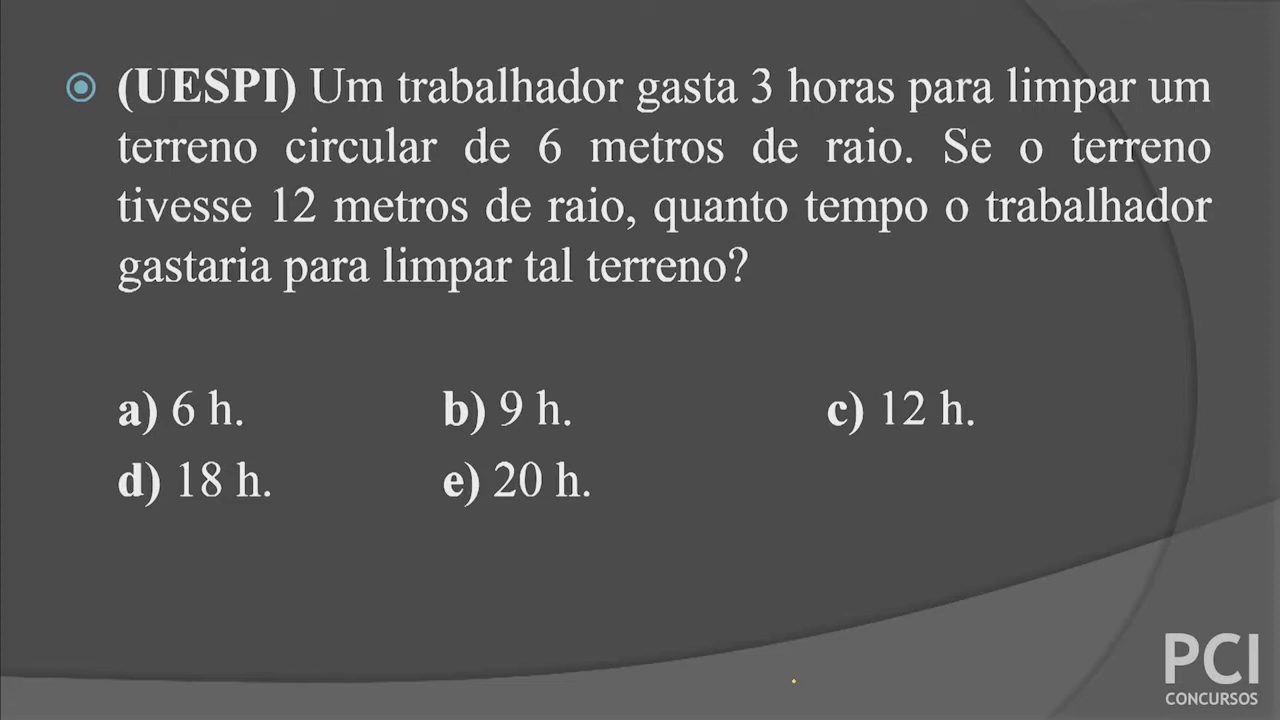 (UESPI) Um trabalhador gasta 3 horas para limpar um
terreno circular de 6 metros de raio. Se o terreno
tivesse 12 metros de raio, quanto tempo o trabalhador
gastaria para limpar tal terreno?
a) 6 h. b) 9 h. c) 12 h.
d) 18 h. e) 20 h.
PCI
CONCURSOS